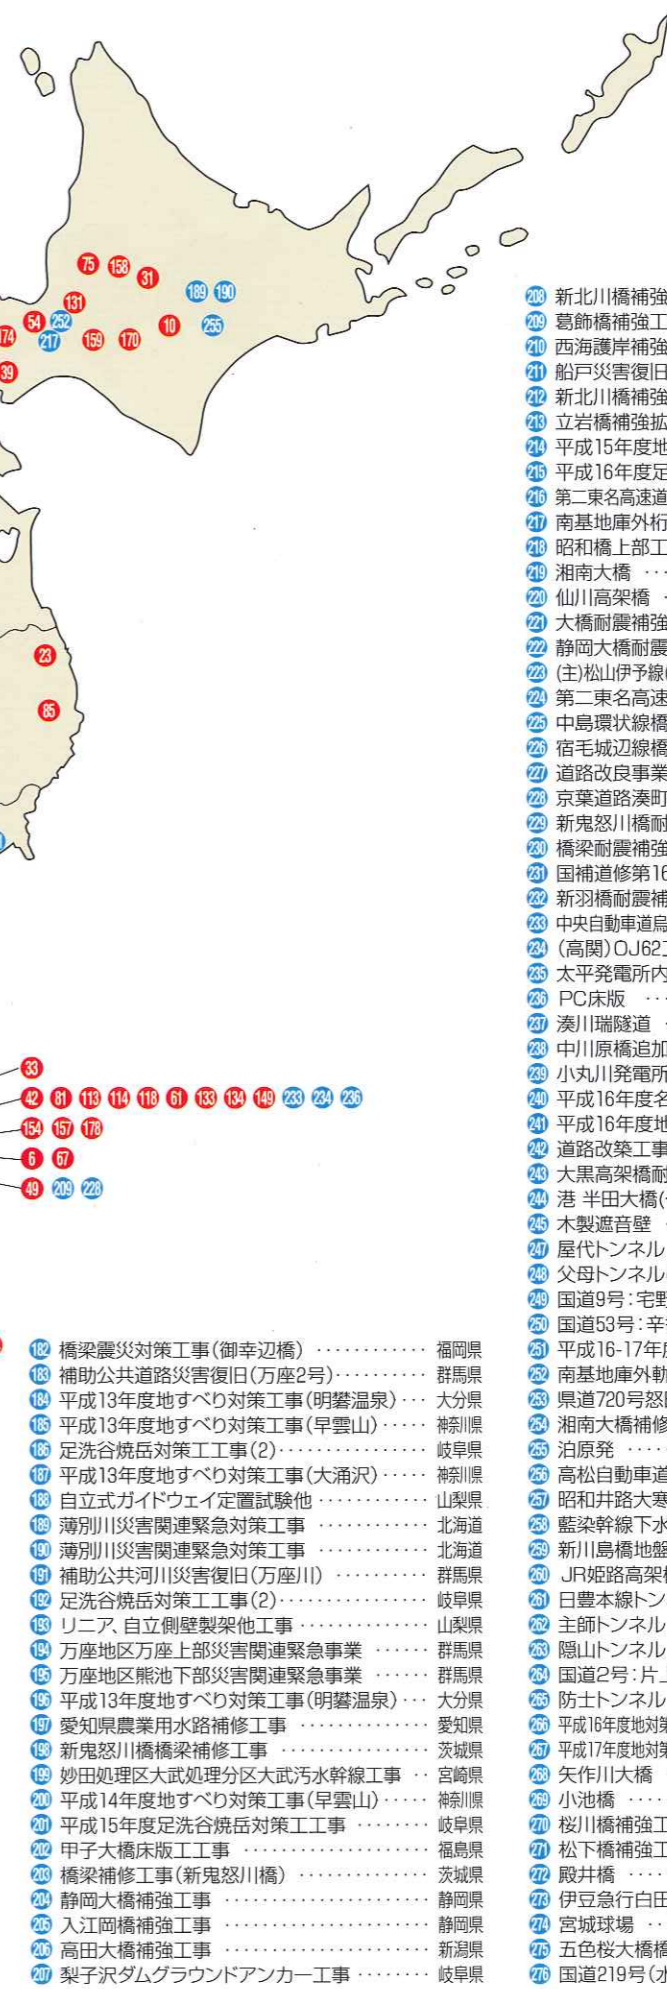 75 158 31
189 190
131
54 252
174 217 159 170 10 255
39
23
85
33
42 81 113 114 118 61 133 134 149 233 234 236
154 157 178
6 67
49 209 228
182 橋梁震災対策工事(御幸辺橋) ………… 福岡県
183 補助公共道路災害復旧(万座2号)………… 群馬県
184 平成13年度地すべり対策工事(明礬温泉)… 大分県
185 平成13年度地すべり対策工事(早雲山)…… 神奈川県
186 足洗谷焼岳対策工工事(2)……………… 岐阜県
187 平成13年度地すべり対策工事(大涌沢)…… 神奈川県
188 自立式ガイドウェイ定置試験他 ………… 山梨県
189 薄別川災害関連緊急対策工事 ………… 北海道
190 薄別川災害関連緊急対策工事 ………… 北海道
191 補助公共河川災害復旧(万座川) ………… 群馬県
192 足洗谷焼岳対策工工事(2)……………… 岐阜県
193 リニア、自立側壁製架他工事 …………… 山梨県
194 万座地区万座上部災害関連緊急事業 …… 群馬県
195 万座地区熊池下部災害関連緊急事業 …… 群馬県
196 平成13年度地すべり対策工事(明礬温泉)… 大分県
197 愛知県農業用水路補修工事 …………… 愛知県
198 新鬼怒川橋橋梁補修工事 ……………… 茨城県
199 妙田処理区大武処理分区大武汚水幹線工事 ‥ 宮崎県
200 平成14年度地すべり対策工事(早雲山)…… 神奈川県
201 平成15年度足洗谷焼岳対策工工事 ……… 岐阜県
202 甲子大橋床版工工事 …………………… 福島県
203 橋梁補修工事(新鬼怒川橋) …………… 茨城県
204 静岡大橋補強工事 ……………………… 静岡県
205 入江岡橋補強工事 ……………………… 静岡県
206 高田大橋補強工事 ……………………… 新潟県
207 梨子沢ダムグラウンドアンカー工事 ……… 岐阜県
208 新北川橋補強
209 葛飾橋補強工
210 西海護岸補強
211 船戸災害復旧
212 新北川橋補強
213 立岩橋補強拡
214 平成15年度地
215 平成16年度足
216 第二東名高速道
217 南基地庫外桁
218 昭和橋上部工
219 湘南大橋 ‥
220 仙川高架橋 ‥
221 大橋耐震補強
222 静岡大橋耐震
223 (主)松山伊予線(
224 第二東名高速
225 中島環状線橋
226 宿毛城辺線橋
227 道路改良事業
228 京葉道路湊町
229 新鬼怒川橋耐
230 橋梁耐震補強
231 国補道修第16
232 新羽橋耐震補
233 中央自動車道烏
234 (高関)OJ62工
235 太平発電所内
236 PC床版 ‥
237 湊川瑞隧道
238 中川原橋追加
239 小丸川発電所
240 平成16年度名
241 平成16年度地
242 道路改築工事
243 大黒高架橋耐
244 港 半田大橋(
245 木製遮音壁
247 屋代トンネル
248 父母トンネル
249 国道9号:宅野
250 国道53号:辛
251 平成16-17年度
252 南基地庫外軌
253 県道720号怒
254 湘南大橋補修
255 泊原発 ‥
256 高松自動車道
257 昭和井路大寒
258 藍染幹線下水
259 新川島橋地盤
260 JR姫路高架橋
261 日豊本線トン
262 主師トンネル
263 隠山トンネル
264 国道2号:片上
265 防士トンネル
266 平成16年度地対策
267 平成17年度地対策
268 矢作川大橋
269 小池橋 ‥
270 桜川橋補強工
271 松下橋補強工
272 殿井橋 ‥
273 伊豆急行白田
274 宮城球場 ‥
275 五色桜大橋橋
276 国道219号(水